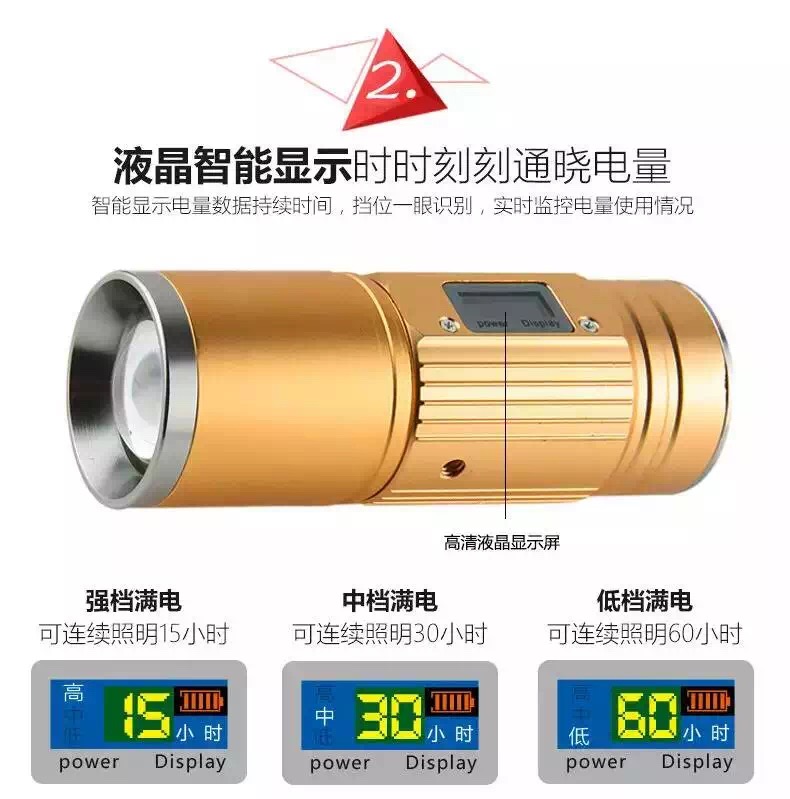 2.
液晶智能显示时时刻刻通晓电量
智能显示电量数据持续时间，挡位一眼识别，实时监控电量使用情况
power Display
高清液晶显示屏
强档满电
可连续照明15小时
中档满电
可连续照明30小时
低档满电
可连续照明60小时
高
中
低
15
小时
power Display
高
中
低
30
小时
power Display
高
中
低
60
小时
power Display